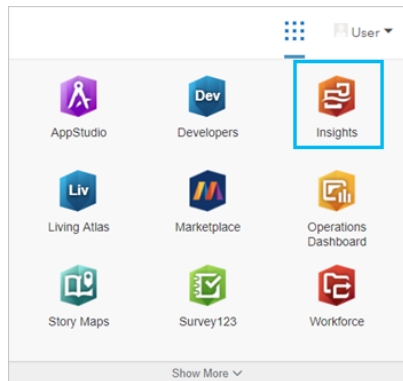 User
AppStudio
Dev
Developers
Insights
Liv
Living Atlas
Marketplace
Operations
Dashboard
Story Maps
Survey123
Workforce
Show More